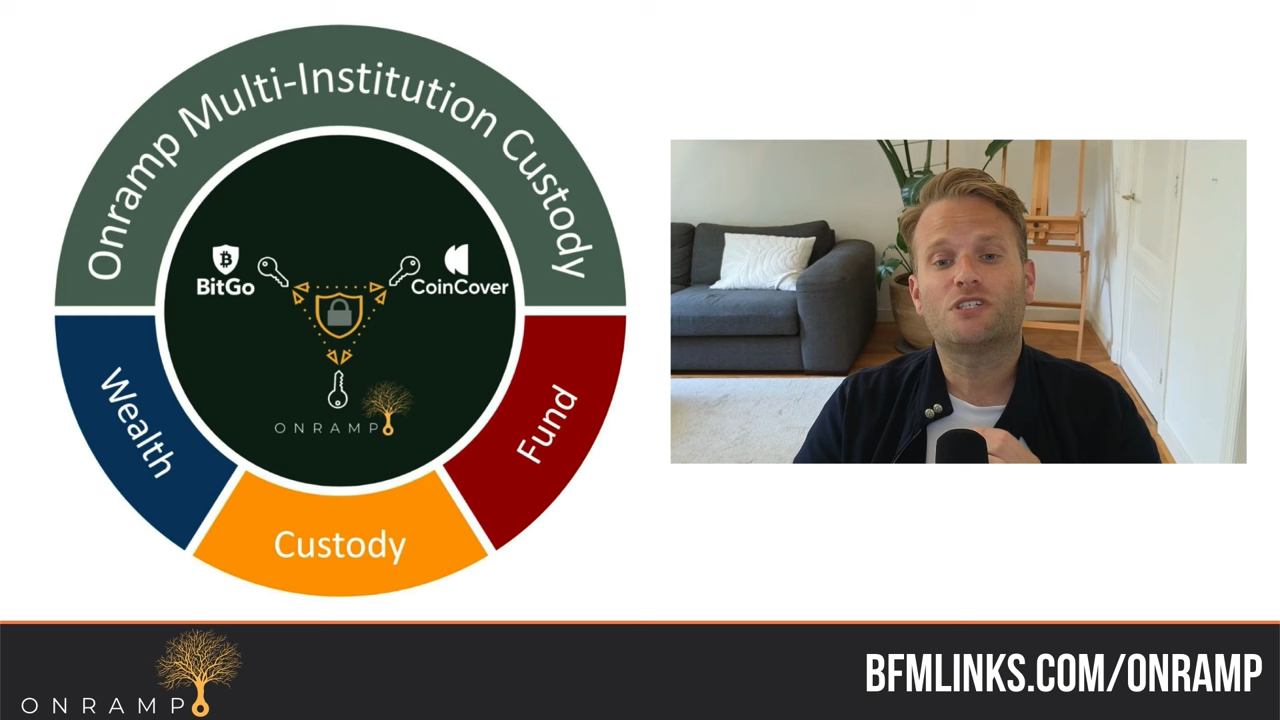 Onramp Multi-Institution Custody
BitGo
CoinCover
ONRAMP
Wealth
Fund
Custody
ONRAMP
BFMLINKS.COM/ONRAMP